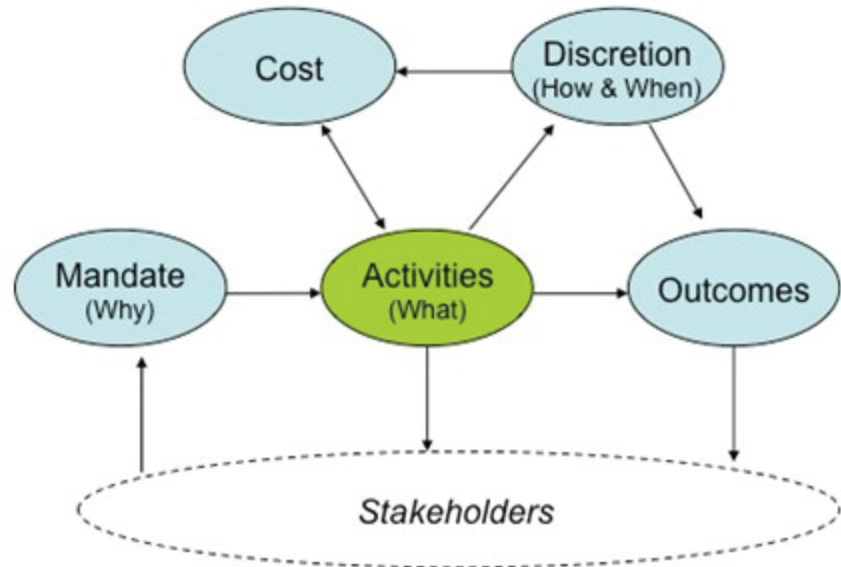 Cost
Discretion
(How & When)
Mandate
(Why)
Activities
(What)
Outcomes
Stakeholders